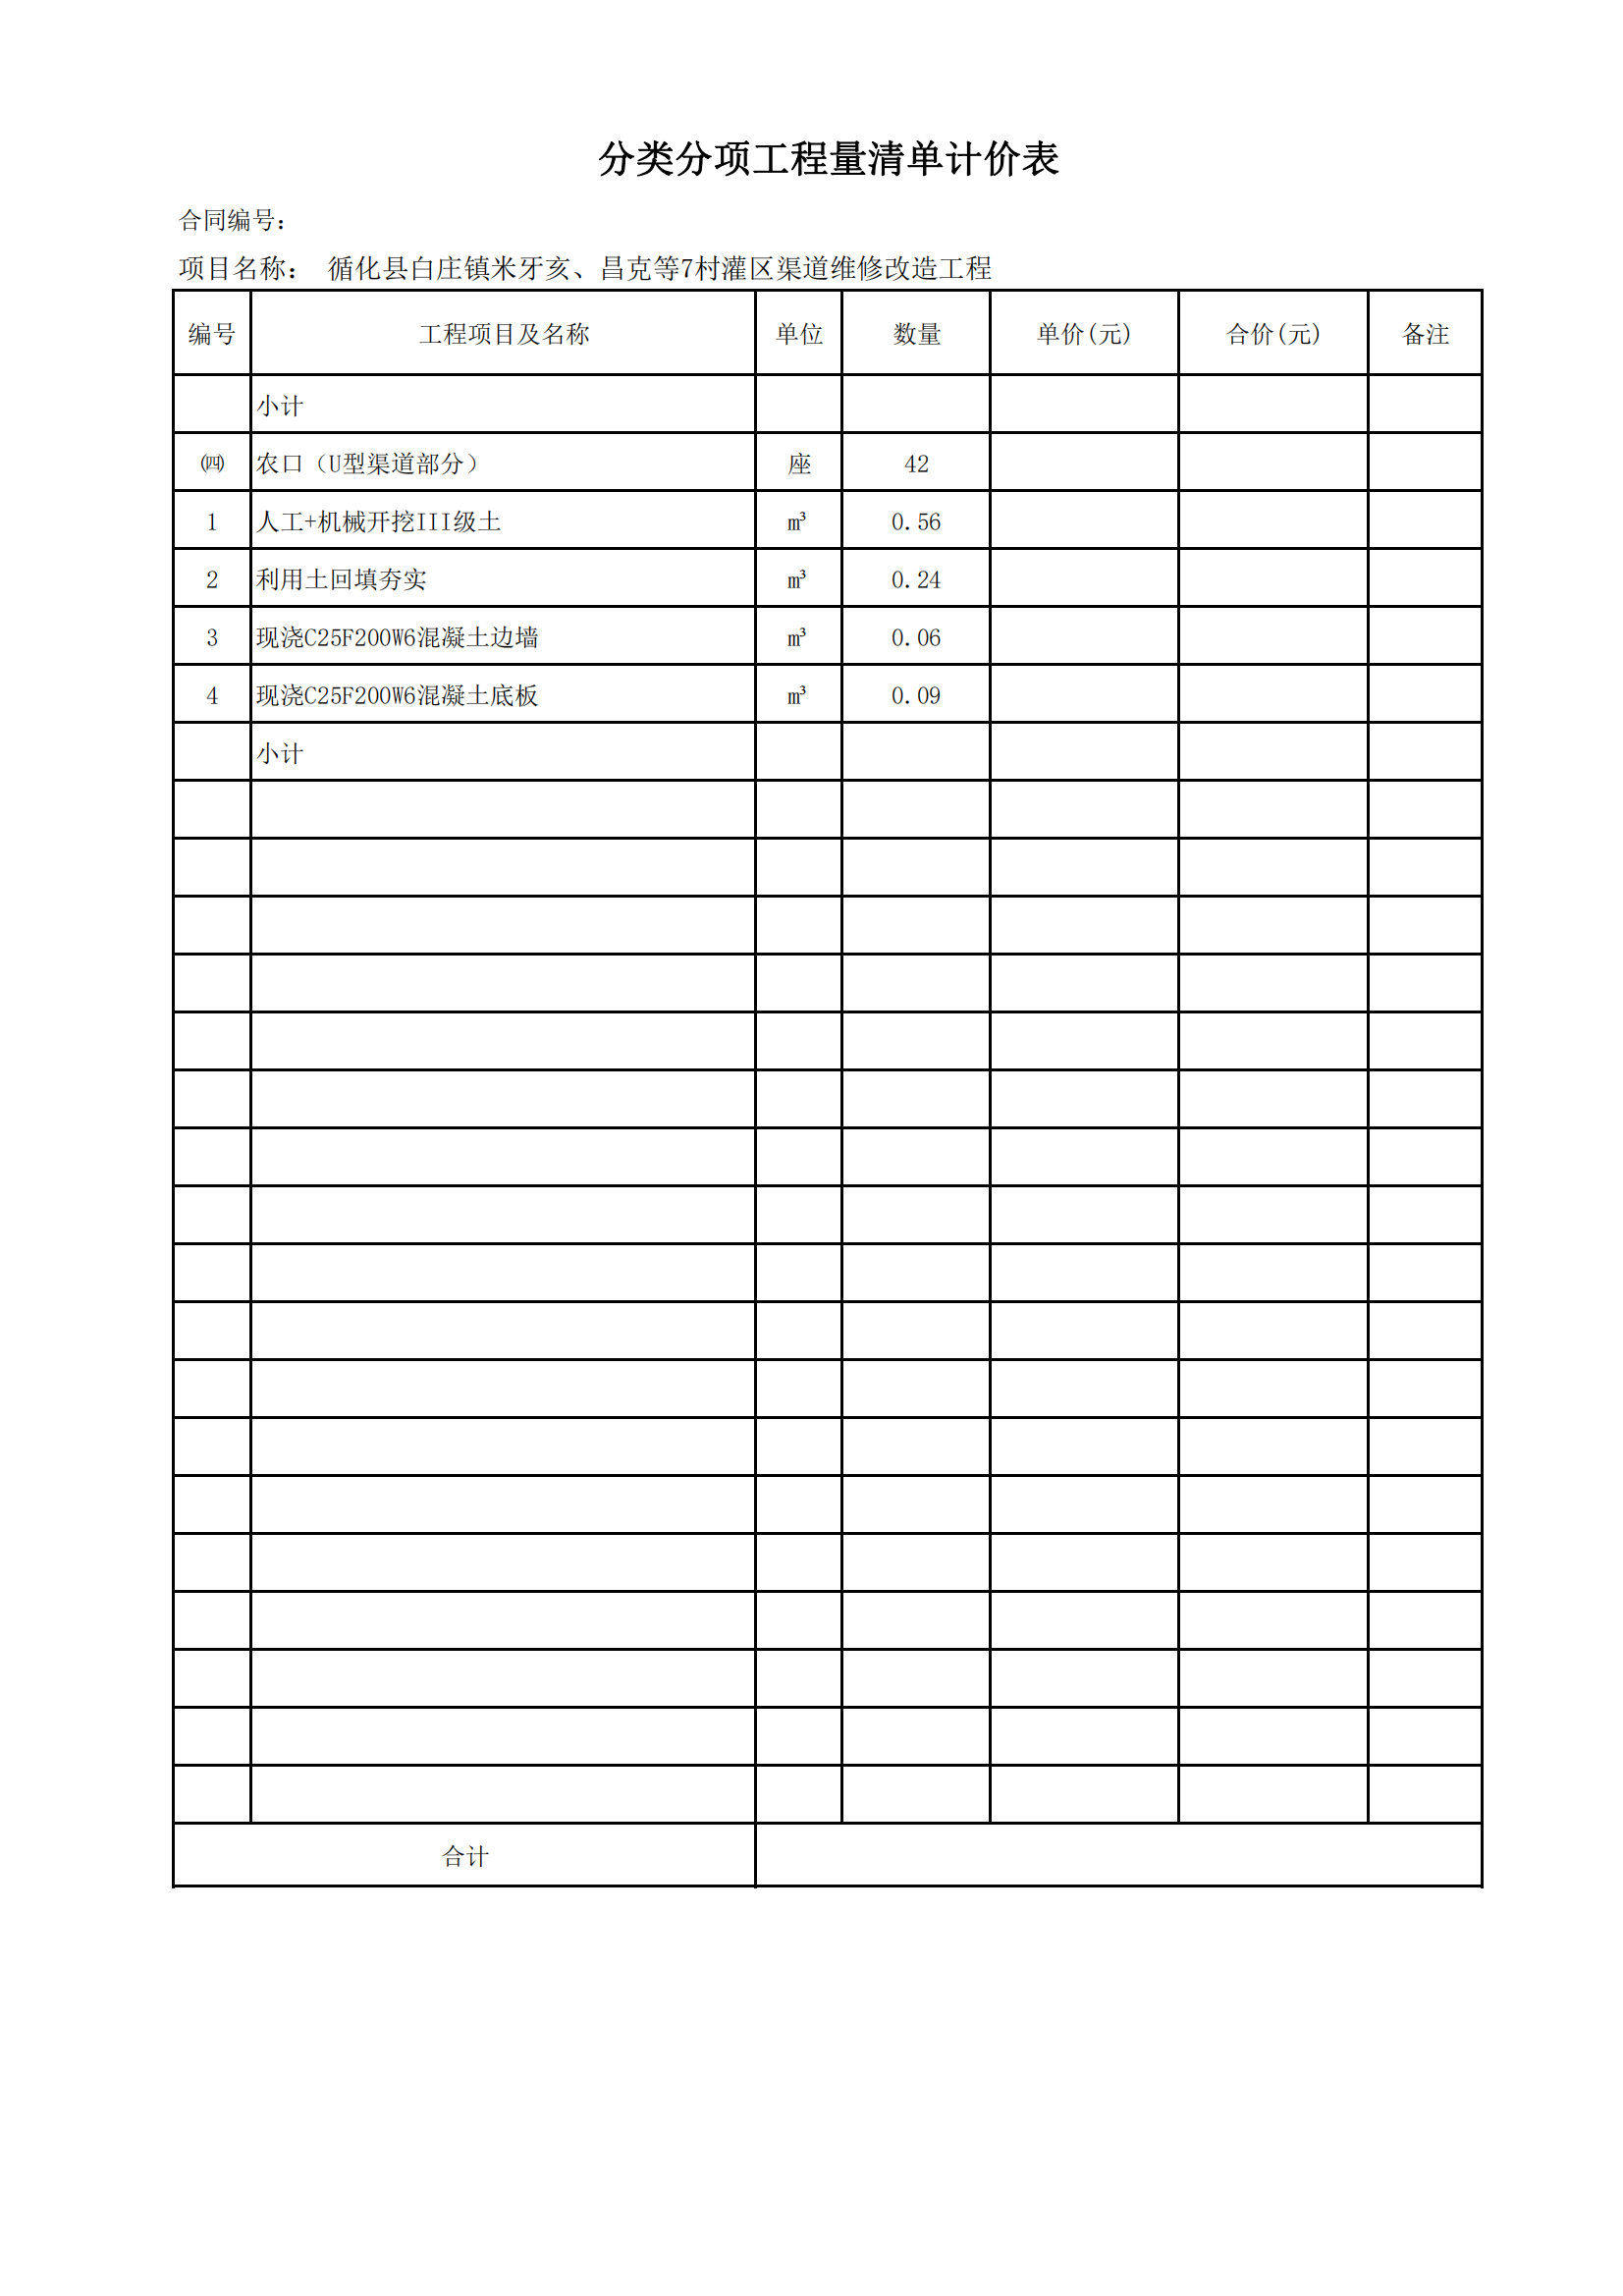 分类分项工程量清单计价表
合同编号：
项目名称： 循化县白庄镇米牙亥、昌克等7村灌区渠道维修改造工程
编号 工程项目及名称 单位 数量 单价(元) 合价(元) 备注
小计
㈣ 农口（U型渠道部分） 座 42
1 人工+机械开挖III级土 m³ 0.56
2 利用土回填夯实 m³ 0.24
3 现浇C25F200W6混凝土边墙 m³ 0.06
4 现浇C25F200W6混凝土底板 m³ 0.09
小计
合计